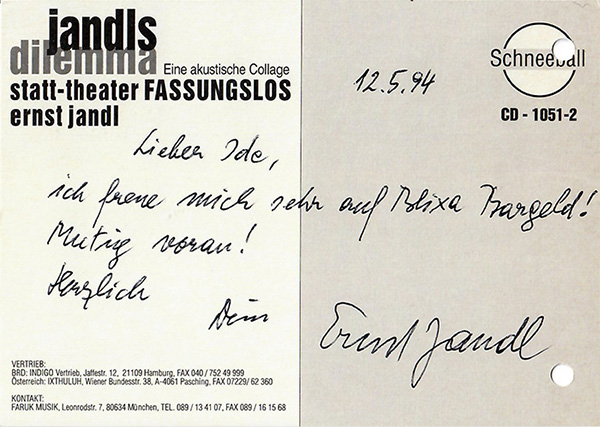 jandls
dilemma Eine akustische Collage
statt-theater FASSUNGSLOS
ernst jandl
Schneeball
CD - 1051-2
12.5.94
Lieber Ide,
ich freue mich sehr auf Blixa Bargeld!
Mutig voran!
Herzlich
Dein
Ernst Jandl
VERTRIEB:
BRD: INDIGO Vertrieb, Jaffestr. 12, 21109 Hamburg, FAX 040 / 752 49 999
Österreich: IXTHULUH, Wiener Bundesstr. 38, A-4061 Pasching, FAX 07229/ 62 360
KONTAKT:
FARUK MUSIK, Leonrodstr. 7, 80634 München, TEL. 089 / 13 41 07, FAX 089 / 16 15 68